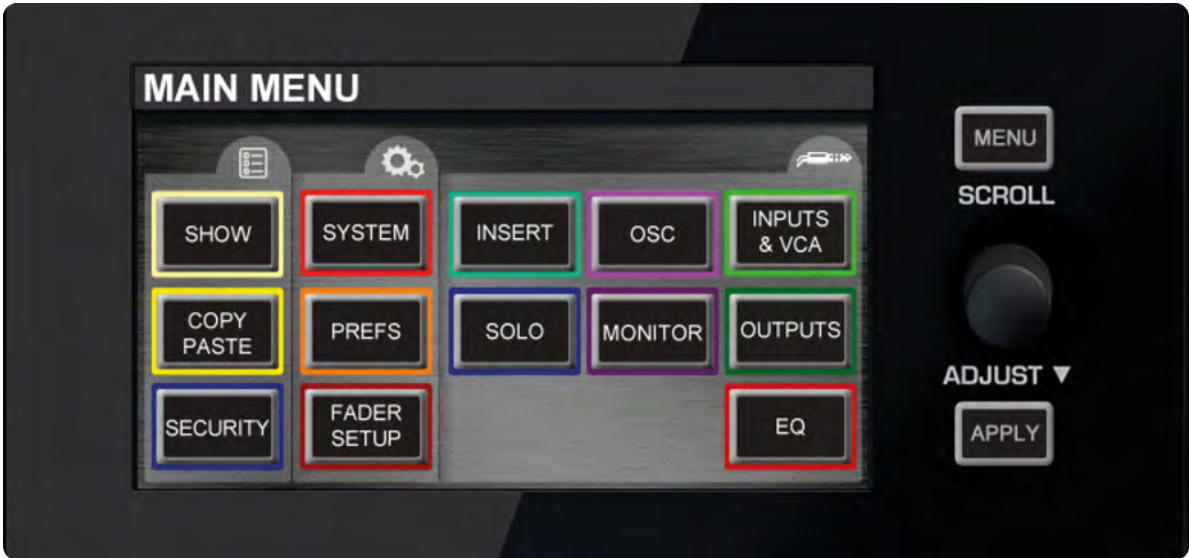 MAIN MENU
MENU
SCROLL
SHOW
SYSTEM
INSERT
OSC
INPUTS
& VCA
COPY
PASTE
PREFS
SOLO
MONITOR
OUTPUTS
ADJUST ▼
SECURITY
FADER
SETUP
EQ
APPLY